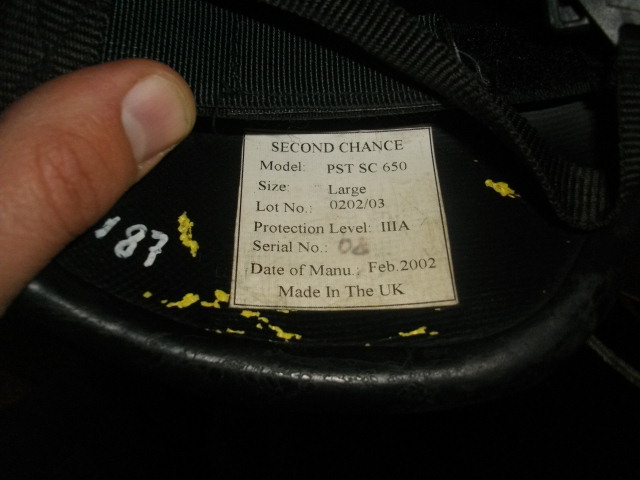 SECOND CHANCE
Model: PST SC 650
Size: Large
Lot No.: 0202/03
Protection Level: IIIA
Serial No.: 08
Date of Manu.: Feb.2002
Made In The UK
187